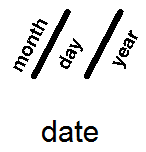 month / day / year
date